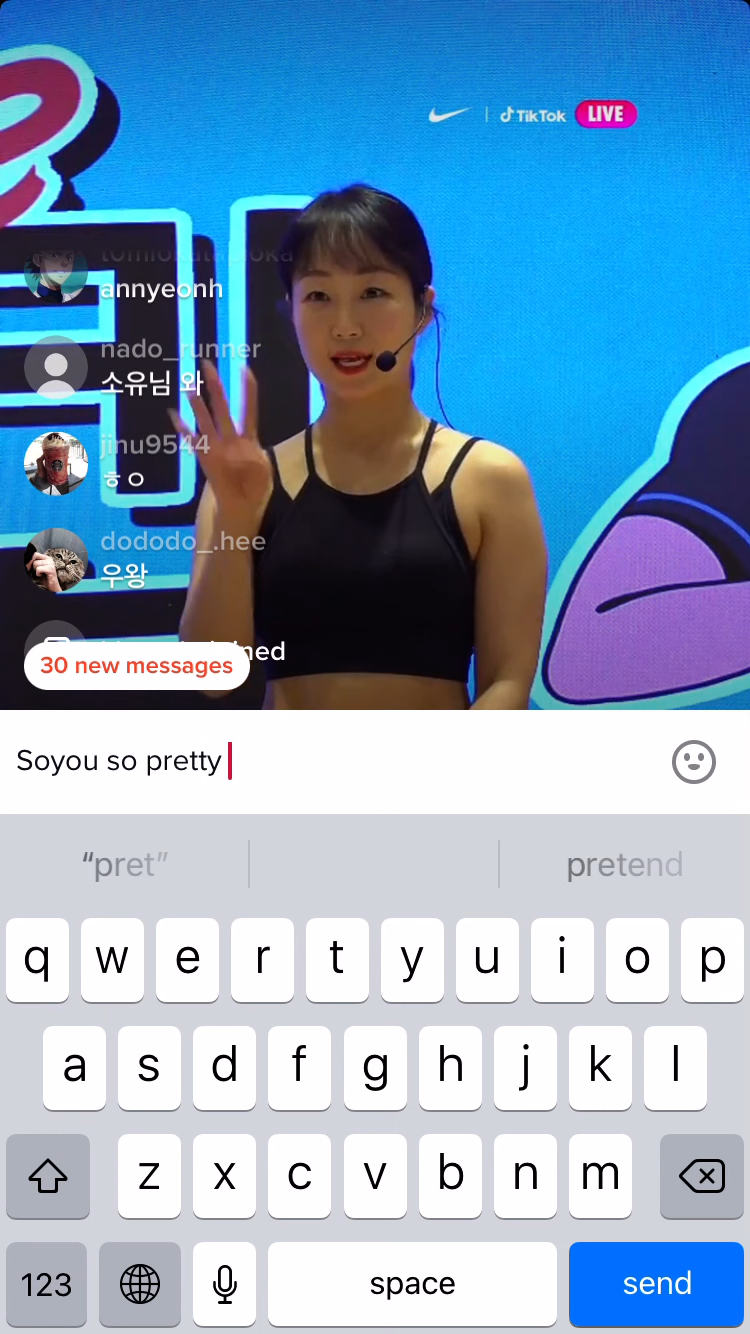 TikTok LIVE
annyeonh
nado_runner
소유님 와
jinu9544
ㅎㅇ
dododo_.hee
우왕
30 new messages
Soyou so pretty
“pret”
pretend
q w e r t y u i o p
a s d f g h j k l
z x c v b n m
123
space
send